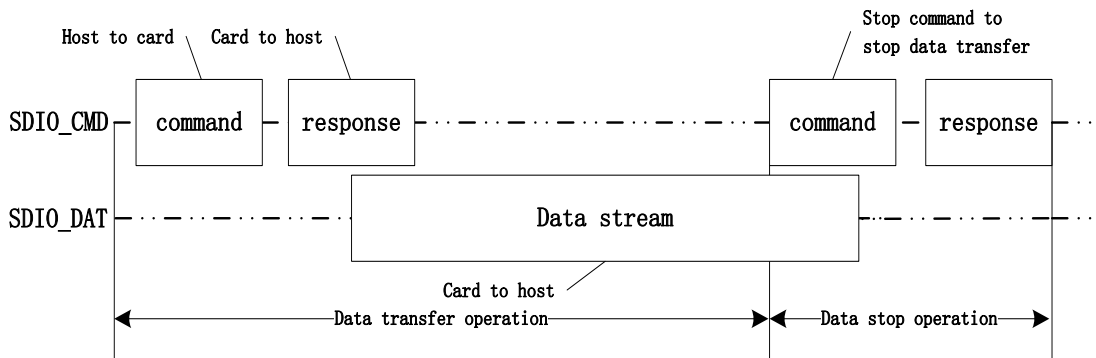 Stop command to
stop data transfer
Host to card
Card to host
SDIO_CMD
command
response
command
response
SDIO_DAT
Data stream
Card to host
Data transfer operation
Data stop operation